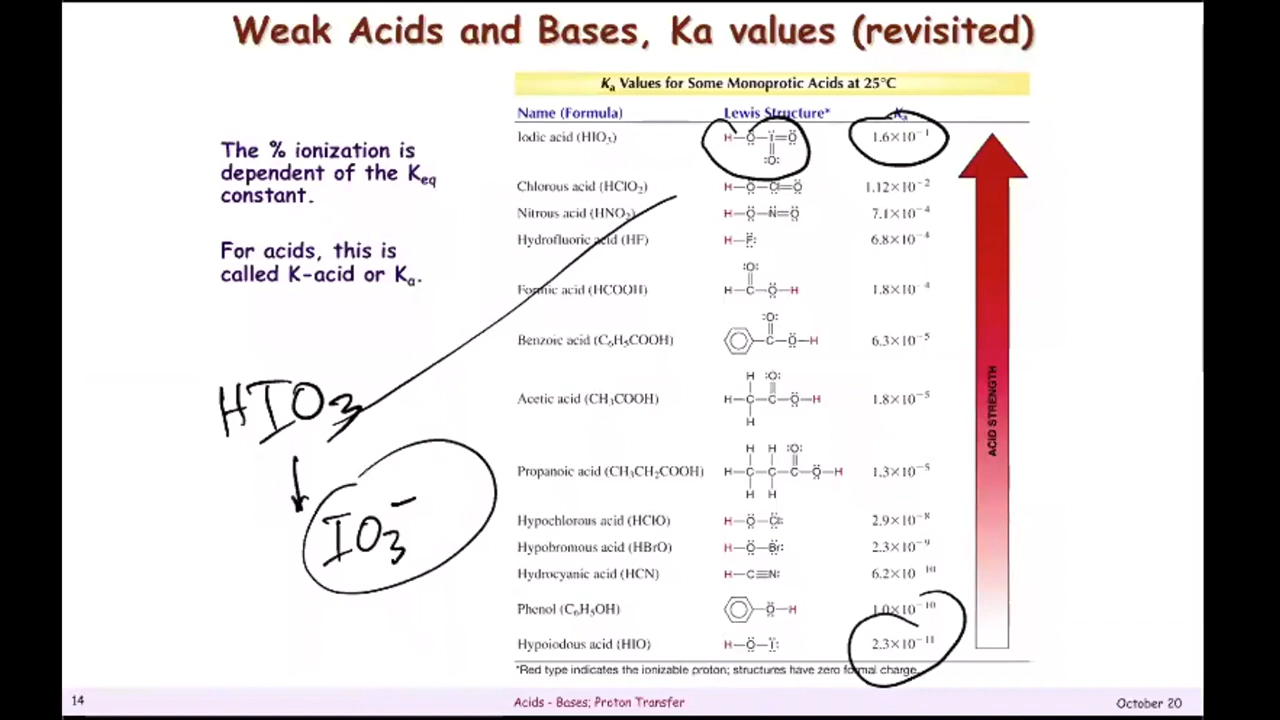 Weak Acids and Bases, Ka values (revisited)
Kₐ Values for Some Monoprotic Acids at 25°C
Name (Formula) Lewis Structure* Kₐ
Iodic acid (HIO₃) H–O–I=O :O: 1.6×10⁻¹
Chlorous acid (HClO₂) H–O–Cl=O 1.12×10⁻²
Nitrous acid (HNO₂) H–O–N=O 7.1×10⁻⁴
Hydrofluoric acid (HF) H–F: 6.8×10⁻⁴
Formic acid (HCOOH) :O: H–C–O–H 1.8×10⁻⁴
Benzoic acid (C₆H₅COOH) :O: C–O–H 6.3×10⁻⁵
Acetic acid (CH₃COOH) H :O: H–C–C–O–H H 1.8×10⁻⁵
Propanoic acid (CH₃CH₂COOH) H H :O: H–C–C–C–O–H H H 1.3×10⁻⁵
Hypochlorous acid (HClO) H–O–Cl: 2.9×10⁻⁸
Hypobromous acid (HBrO) H–O–Br: 2.3×10⁻⁹
Hydrocyanic acid (HCN) H–C≡N: 6.2×10⁻¹⁰
Phenol (C₆H₅OH) O–H 1.0×10⁻¹⁰
Hypoiodous acid (HIO) H–O–I: 2.3×10⁻¹¹
*Red type indicates the ionizable proton; structures have zero formal charge.
ACID STRENGTH
The % ionization is
dependent of the Keq
constant.
For acids, this is
called K-acid or Kₐ.
HIO₃
IO₃⁻
14 Acids - Bases; Proton Transfer October 20